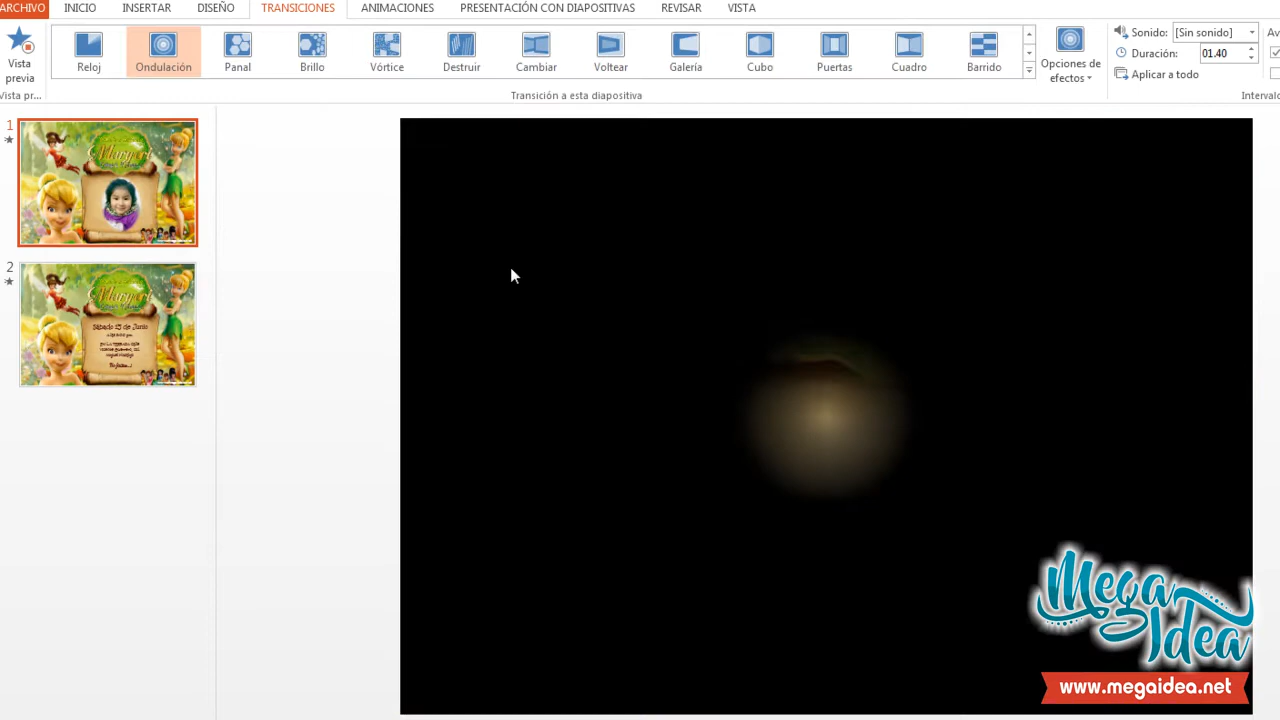 ARCHIVO INICIO INSERTAR DISEÑO TRANSICIONES ANIMACIONES PRESENTACIÓN CON DIAPOSITIVAS REVISAR VISTA
Vista previa
Reloj Ondulación Panal Brillo Vórtice Destruir Cambiar Voltear Galería Cubo Puertas Cuadro Barrido
Opciones de efectos
Sonido: [Sin sonido]
Duración: 01.40
Aplicar a todo
Av
Vista pr...
Transición a esta diapositiva
Interval
1
2
Sábado 15 de Junio
Mega
Idea
www.megaidea.net